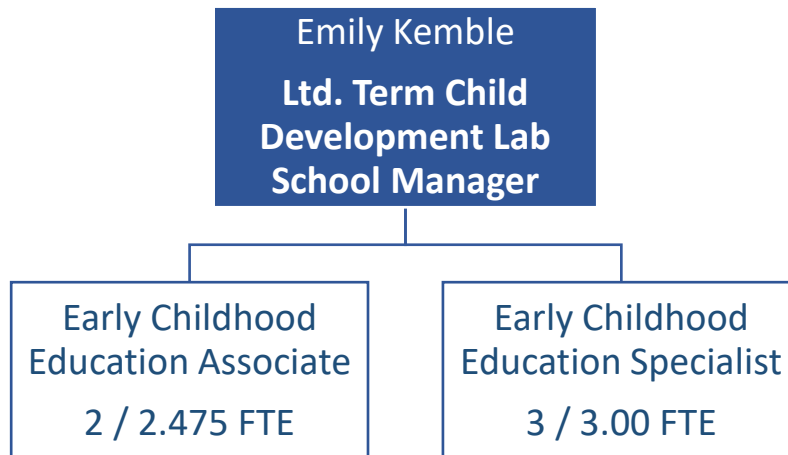 Emily Kemble
Ltd. Term Child
Development Lab
School Manager
Early Childhood
Education Associate
2 / 2.475 FTE
Early Childhood
Education Specialist
3 / 3.00 FTE